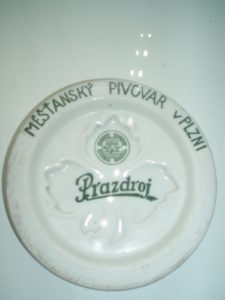 MĚŠŤANSKÝ PIVOVAR v PLZNI
Prazdroj